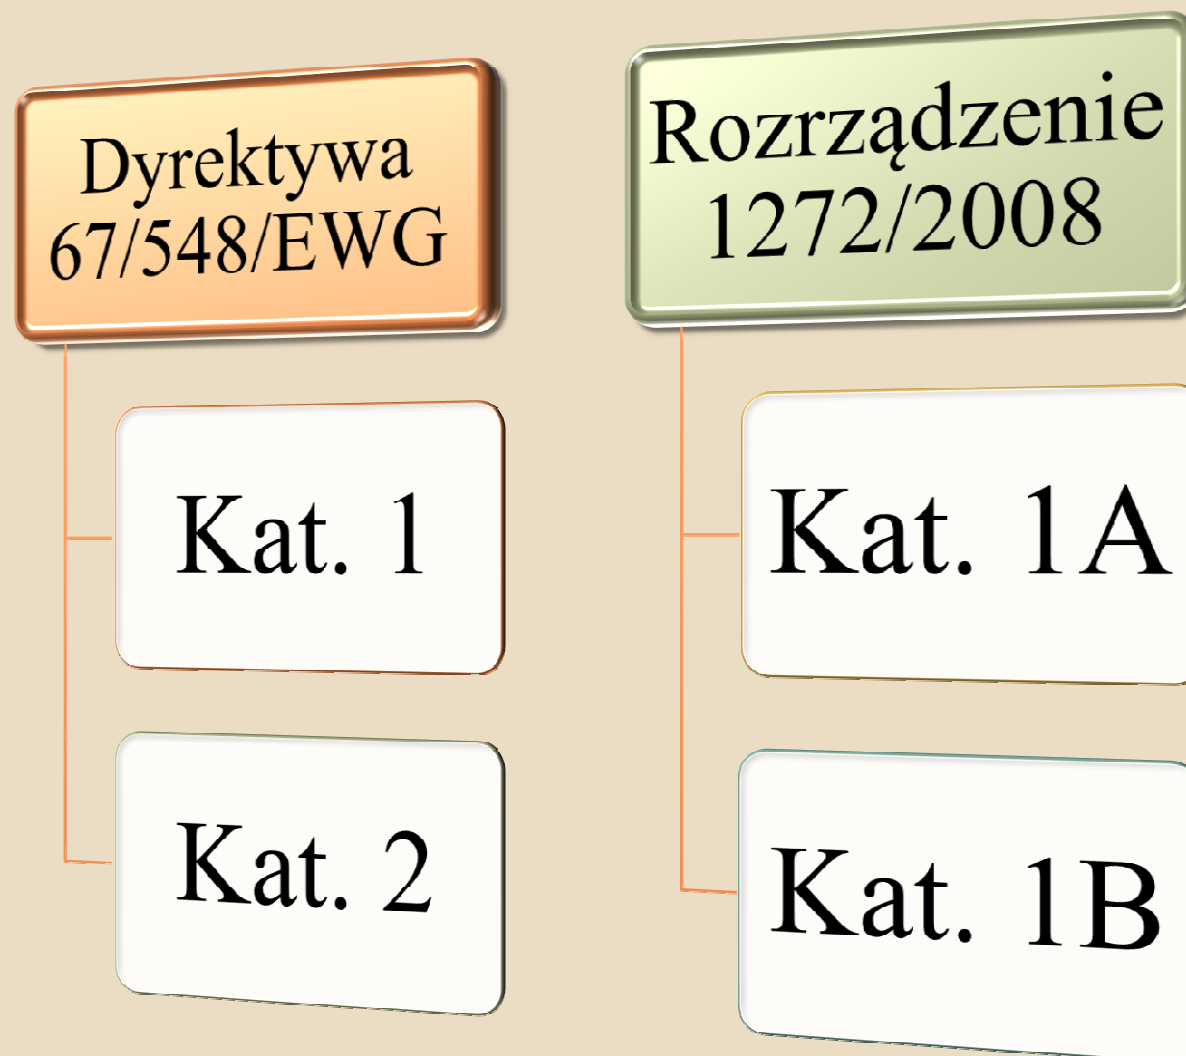 Dyrektywa
67/548/EWG
Kat. 1
Kat. 2
Rozrządzenie
1272/2008
Kat. 1A
Kat. 1B